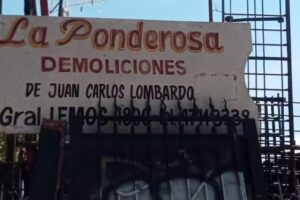 La Ponderosa
DEMOLICIONES
DE JUAN CARLOS LOMBARDO
Gral LEMOS